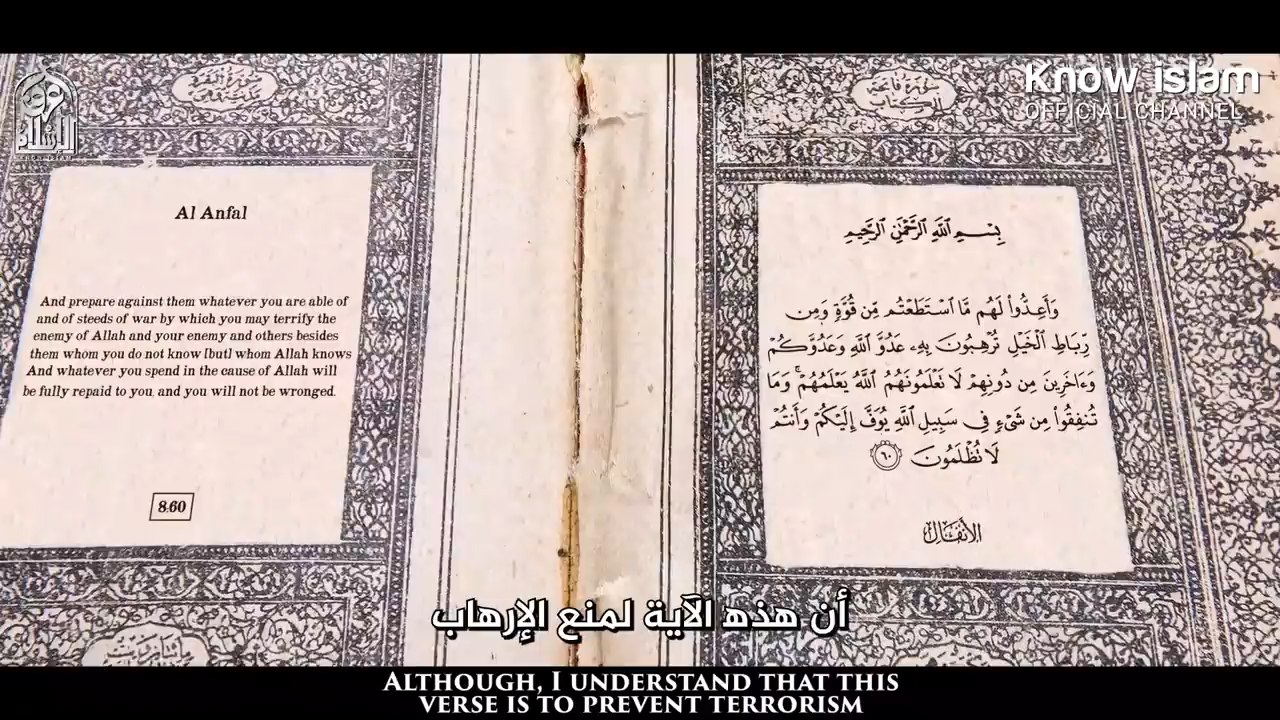 Know islam
OFFICIAL CHANNEL
Al Anfal
And prepare against them whatever you are able of
and of steeds of war by which you may terrify the
enemy of Allah and your enemy and others besides
them whom you do not know [but] whom Allah knows
And whatever you spend in the cause of Allah will
be fully repaid to you, and you will not be wronged.
8:60
بِسْمِ ٱللَّهِ ٱلرَّحْمَٰنِ ٱلرَّحِيمِ
وَأَعِدُّوا۟ لَهُم مَّا ٱسْتَطَعْتُم مِّن قُوَّةٍ وَمِن
رِّبَاطِ ٱلْخَيْلِ تُرْهِبُونَ بِهِۦ عَدُوَّ ٱللَّهِ وَعَدُوَّكُمْ
وَءَاخَرِينَ مِن دُونِهِمْ لَا تَعْلَمُونَهُمُ ٱللَّهُ يَعْلَمُهُمْ ۚ وَمَا
تُنفِقُوا۟ مِن شَىْءٍ فِى سَبِيلِ ٱللَّهِ يُوَفَّ إِلَيْكُمْ وَأَنتُمْ
لَا تُظْلَمُونَ ٦٠
الأنفال
أن هذه الآية لمنع الإرهاب
ALTHOUGH, I UNDERSTAND THAT THIS
VERSE IS TO PREVENT TERRORISM